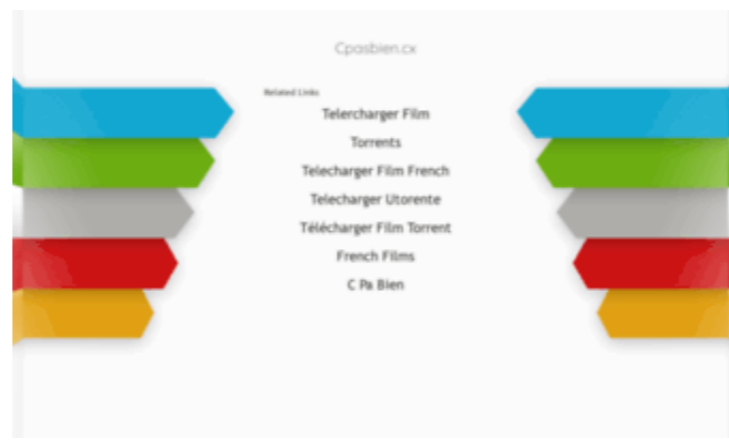 Cpasbien.cx
Related Links
Telercharger Film
Torrents
Telecharger Film French
Telecharger Utorente
Télécharger Film Torrent
French Films
C Pa Bien